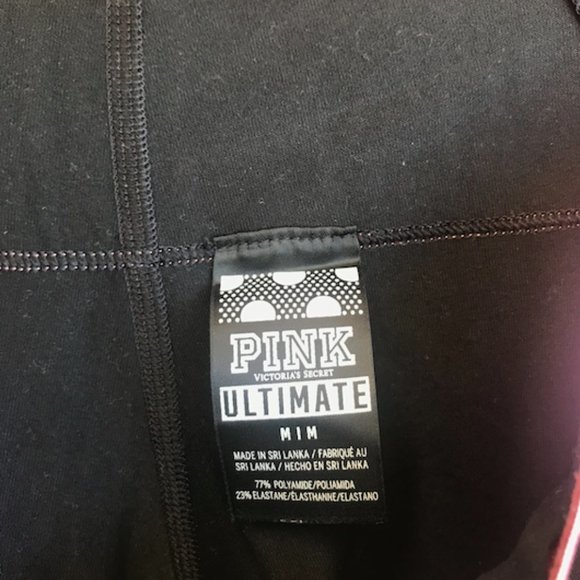 PINK
VICTORIA'S SECRET
ULTIMATE
M I M
MADE IN SRI LANKA / FABRIQUÉ AU
SRI LANKA / HECHO EN SRI LANKA
77% POLYAMIDE/POLIAMIDA
23% ELASTANE/ÉLASTHANNE/ELASTANO